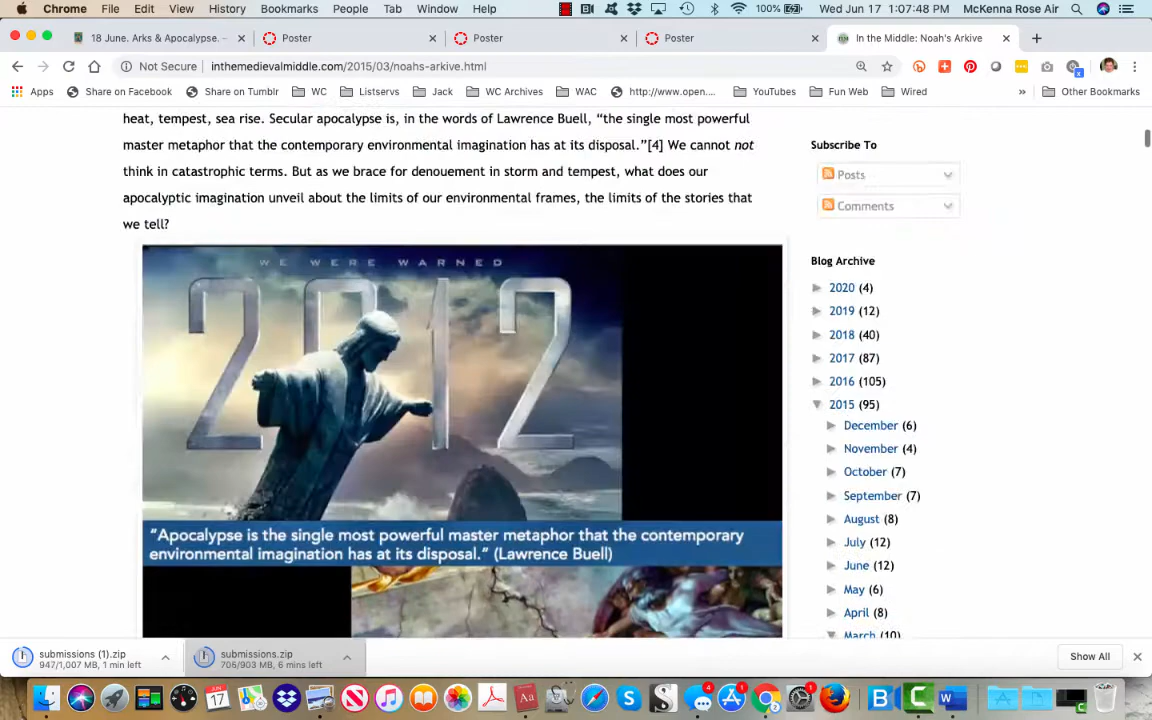 Chrome File Edit View History Bookmarks People Tab Window Help 100% Wed Jun 17 1:07:48 PM McKenna Rose Air
18 June. Arks & Apocalypse. – Poster Poster Poster In the Middle: Noah's Arkive
Not Secure inthemedievalmiddle.com/2015/03/noahs-arkive.html
Apps Share on Facebook Share on Tumblr WC Listservs Jack WC Archives WAC http://www.open.... YouTubes Fun Web Wired » Other Bookmarks
heat, tempest, sea rise. Secular apocalypse is, in the words of Lawrence Buell, “the single most powerful
master metaphor that the contemporary environmental imagination has at its disposal.”[4] We cannot not
think in catastrophic terms. But as we brace for denouement in storm and tempest, what does our
apocalyptic imagination unveil about the limits of our environmental frames, the limits of the stories that
we tell?
WE WERE WARNED
2012
“Apocalypse is the single most powerful master metaphor that the contemporary
environmental imagination has at its disposal.” (Lawrence Buell)
Subscribe To
Posts
Comments
Blog Archive
2020 (4)
2019 (12)
2018 (40)
2017 (87)
2016 (105)
2015 (95)
December (6)
November (4)
October (7)
September (7)
August (8)
July (12)
June (12)
May (6)
April (8)
March (10)
submissions (1).zip
947/1,007 MB, 1 min left
submissions.zip
705/903 MB, 6 mins left
Show All